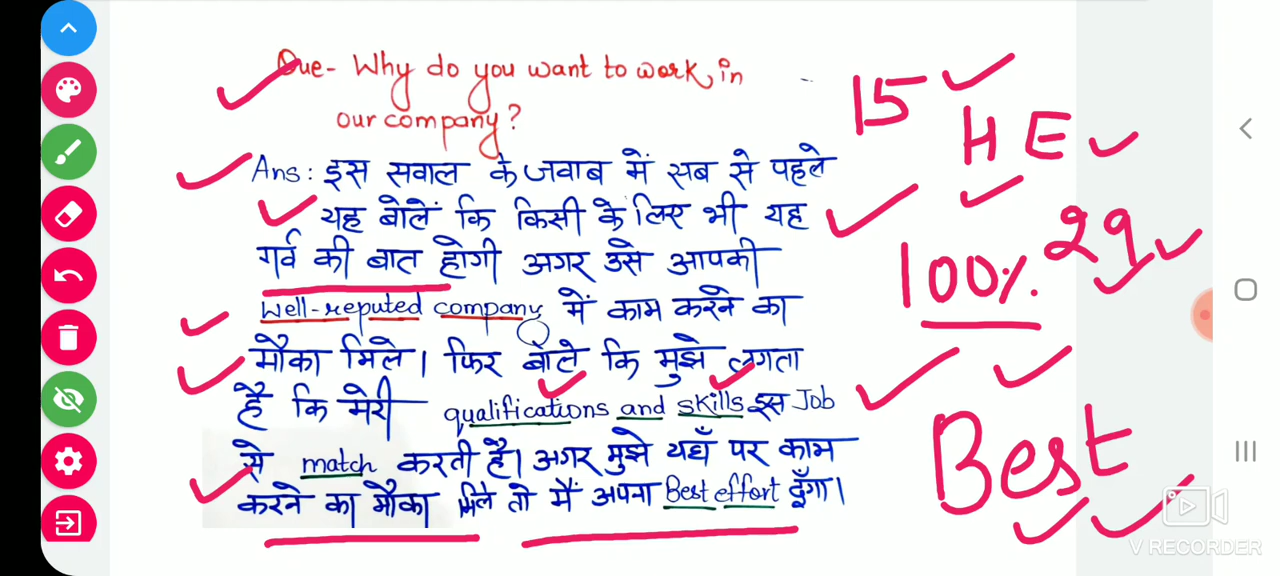 Que - Why do you want to work in
our company?
Ans: इस सवाल के जवाब में सब से पहले
यह बोलें कि किसी के लिए भी यह
गर्व की बात होगी अगर उसे आपकी
Well-reputed company में काम करने का
मौका मिले। फिर बोले कि मुझे लगता
है कि मेरी qualifications and skills इस Job
से match करती है। अगर मुझे यहाँ पर काम
करने का मौका मिले तो मैं अपना Best effort दूँगा।
15
H E
29
100%
Best
V RECORDER